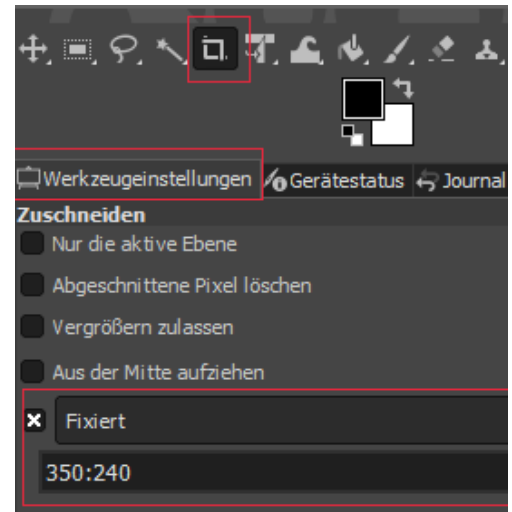 Werkzeugeinstellungen Gerätestatus Journal
Zuschneiden
Nur die aktive Ebene
Abgeschnittene Pixel löschen
Vergrößern zulassen
Aus der Mitte aufziehen
Fixiert
350:240